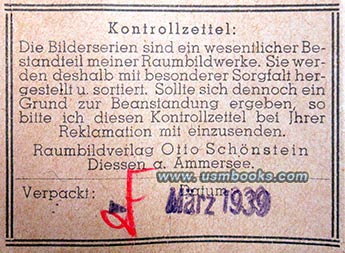 Kontrollzettel:
Die Bilderserien sind ein wesentlicher Be-
standteil meiner Raumbildwerke. Sie wer-
den deshalb mit besonderer Sorgfalt her-
gestellt u. sortiert. Sollte sich dennoch ein
Grund zur Beanstandung ergeben, so
bitte ich diesen Kontrollzettel bei Jhrer
Reklamation mit einzusenden.
Raumbildverlag Otto Schönstein
Diessen a. Ammersee.
www.usmbooks.com
Verpackt: Datum
März 1939